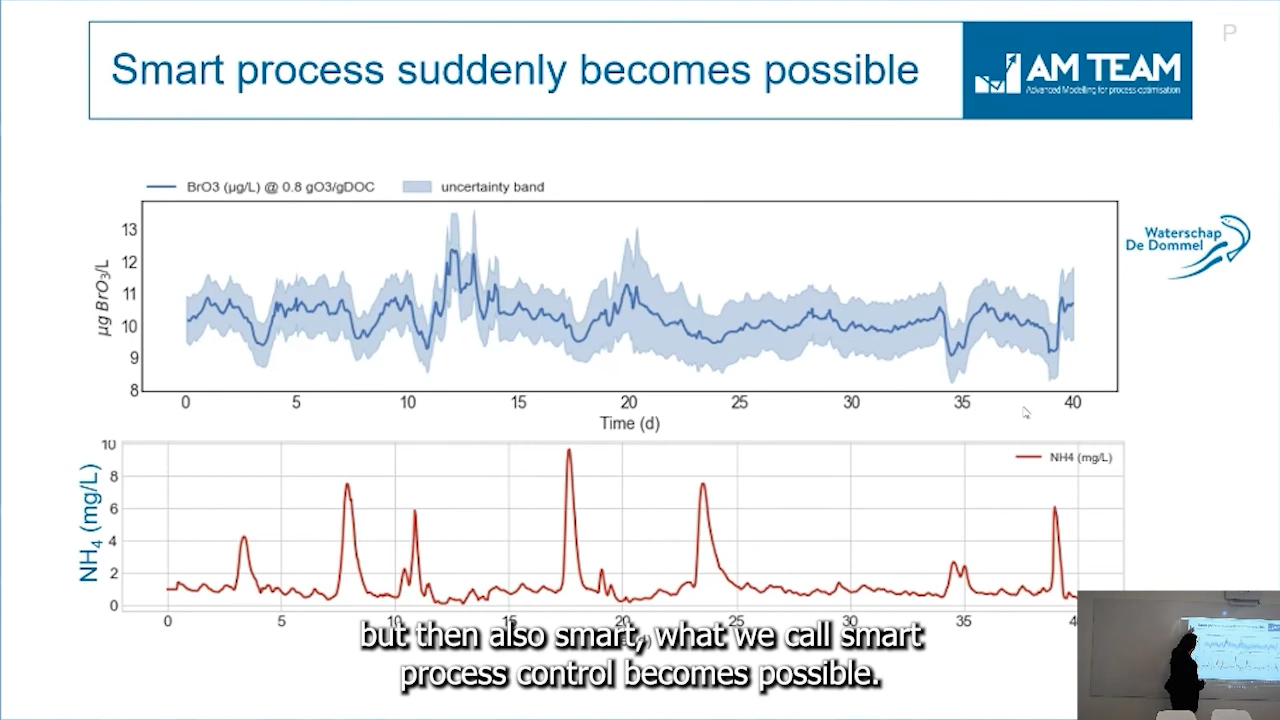 P
Smart process suddenly becomes possible
AM TEAM
Advanced Modelling for process optimisation
BrO3 (µg/L) @ 0.8 gO3/gDOC
uncertainty band
µg BrO₃/L
13
12
11
10
9
8
0 5 10 15 20 25 30 35 40
Time (d)
Waterschap
De Dommel
NH₄ (mg/L)
NH4 (mg/L)
10
8
6
4
2
0
0 5 10 15 20 25 30 35
but then also smart, what we call smart
process control becomes possible.